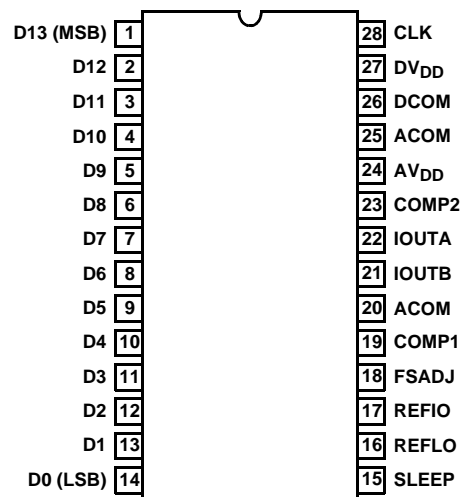 D13 (MSB) 1 28 CLK
D12 2 27 DVDD
D11 3 26 DCOM
D10 4 25 ACOM
D9 5 24 AVDD
D8 6 23 COMP2
D7 7 22 IOUTA
D6 8 21 IOUTB
D5 9 20 ACOM
D4 10 19 COMP1
D3 11 18 FSADJ
D2 12 17 REFIO
D1 13 16 REFLO
D0 (LSB) 14 15 SLEEP